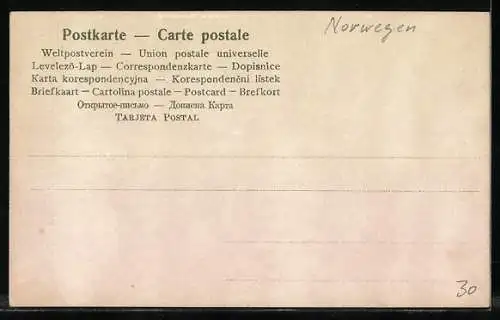 Norwegen
Postkarte — Carte postale
Weltpostverein — Union postale universelle
Levelező-Lap — Correspondenzkarte — Dopisnice
Karta korespondencyjna — Korespondenční lístek
Briefkaart — Cartolina postale — Postcard — Brefkort
Открытое-письмо — Дописна Карта
TARJETA POSTAL
30